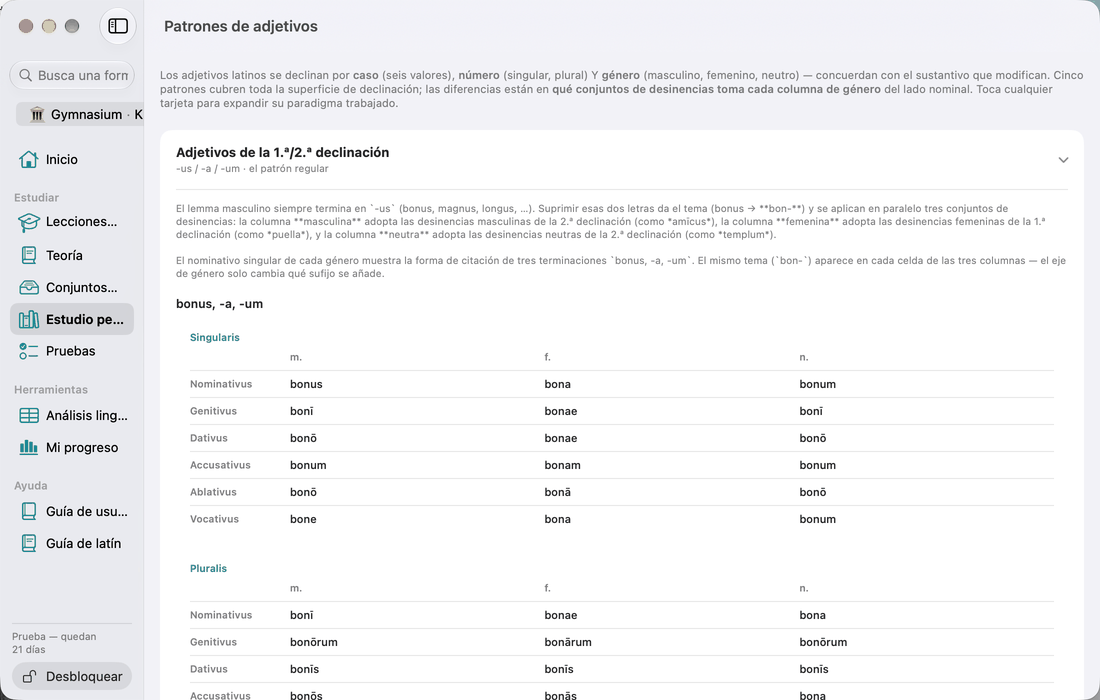 Patrones de adjetivos
Busca una forn
Gymnasium · K
Inicio
Estudiar
Lecciones...
Teoría
Conjuntos...
Estudio pe...
Pruebas
Herramientas
Análisis ling...
Mi progreso
Ayuda
Guía de usu...
Guía de latín
Prueba — quedan
21 días
Desbloquear
Los adjetivos latinos se declinan por caso (seis valores), número (singular, plural) Y género (masculino, femenino, neutro) — concuerdan con el sustantivo que modifican. Cinco
patrones cubren toda la superficie de declinación; las diferencias están en qué conjuntos de desinencias toma cada columna de género del lado nominal. Toca cualquier
tarjeta para expandir su paradigma trabajado.
Adjetivos de la 1.ª/2.ª declinación
-us / -a / -um · el patrón regular
El lemma masculino siempre termina en `-us` (bonus, magnus, longus, …). Suprimir esas dos letras da el tema (bonus → **bon-**) y se aplican en paralelo tres conjuntos de
desinencias: la columna **masculina** adopta las desinencias masculinas de la 2.ª declinación (como *amīcus*), la columna **femenina** adopta las desinencias femeninas de la 1.ª
declinación (como *puella*), y la columna **neutra** adopta las desinencias neutras de la 2.ª declinación (como *templum*).
El nominativo singular de cada género muestra la forma de citación de tres terminaciones `bonus, -a, -um`. El mismo tema (`bon-`) aparece en cada celda de las tres columnas — el eje
de género solo cambia qué sufijo se añade.
bonus, -a, -um
Singularis
m. f. n.
Nominativus bonus bona bonum
Genitivus bonī bonae bonī
Dativus bonō bonae bonō
Accusativus bonum bonam bonum
Ablativus bonō bonā bonō
Vocativus bone bona bonum
Pluralis
m. f. n.
Nominativus bonī bonae bona
Genitivus bonōrum bonārum bonōrum
Dativus bonīs bonīs bonīs
Accusativus bonōs bonās bona